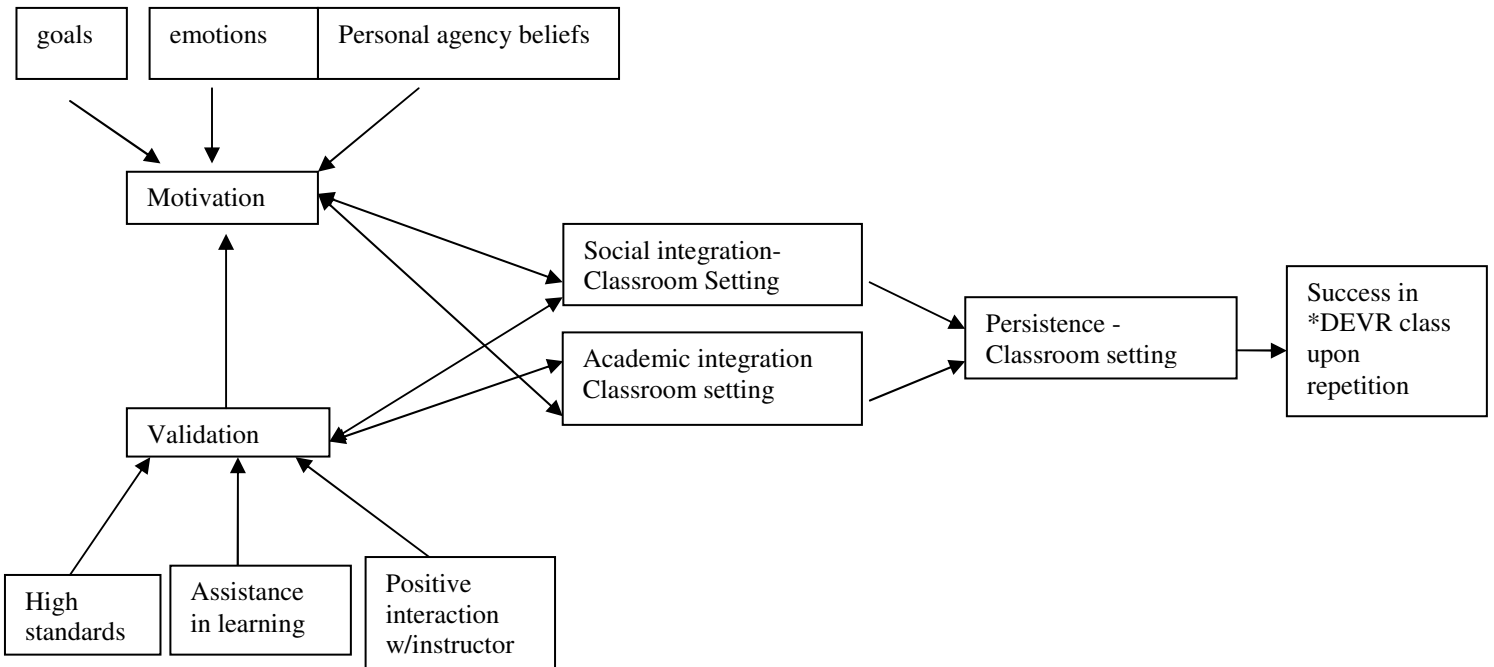 goals
emotions
Personal agency beliefs
Motivation
Social integration-
Classroom Setting
Academic integration
Classroom setting
Persistence -
Classroom setting
Success in
*DEVR class
upon
repetition
Validation
High
standards
Assistance
in learning
Positive
interaction
w/instructor